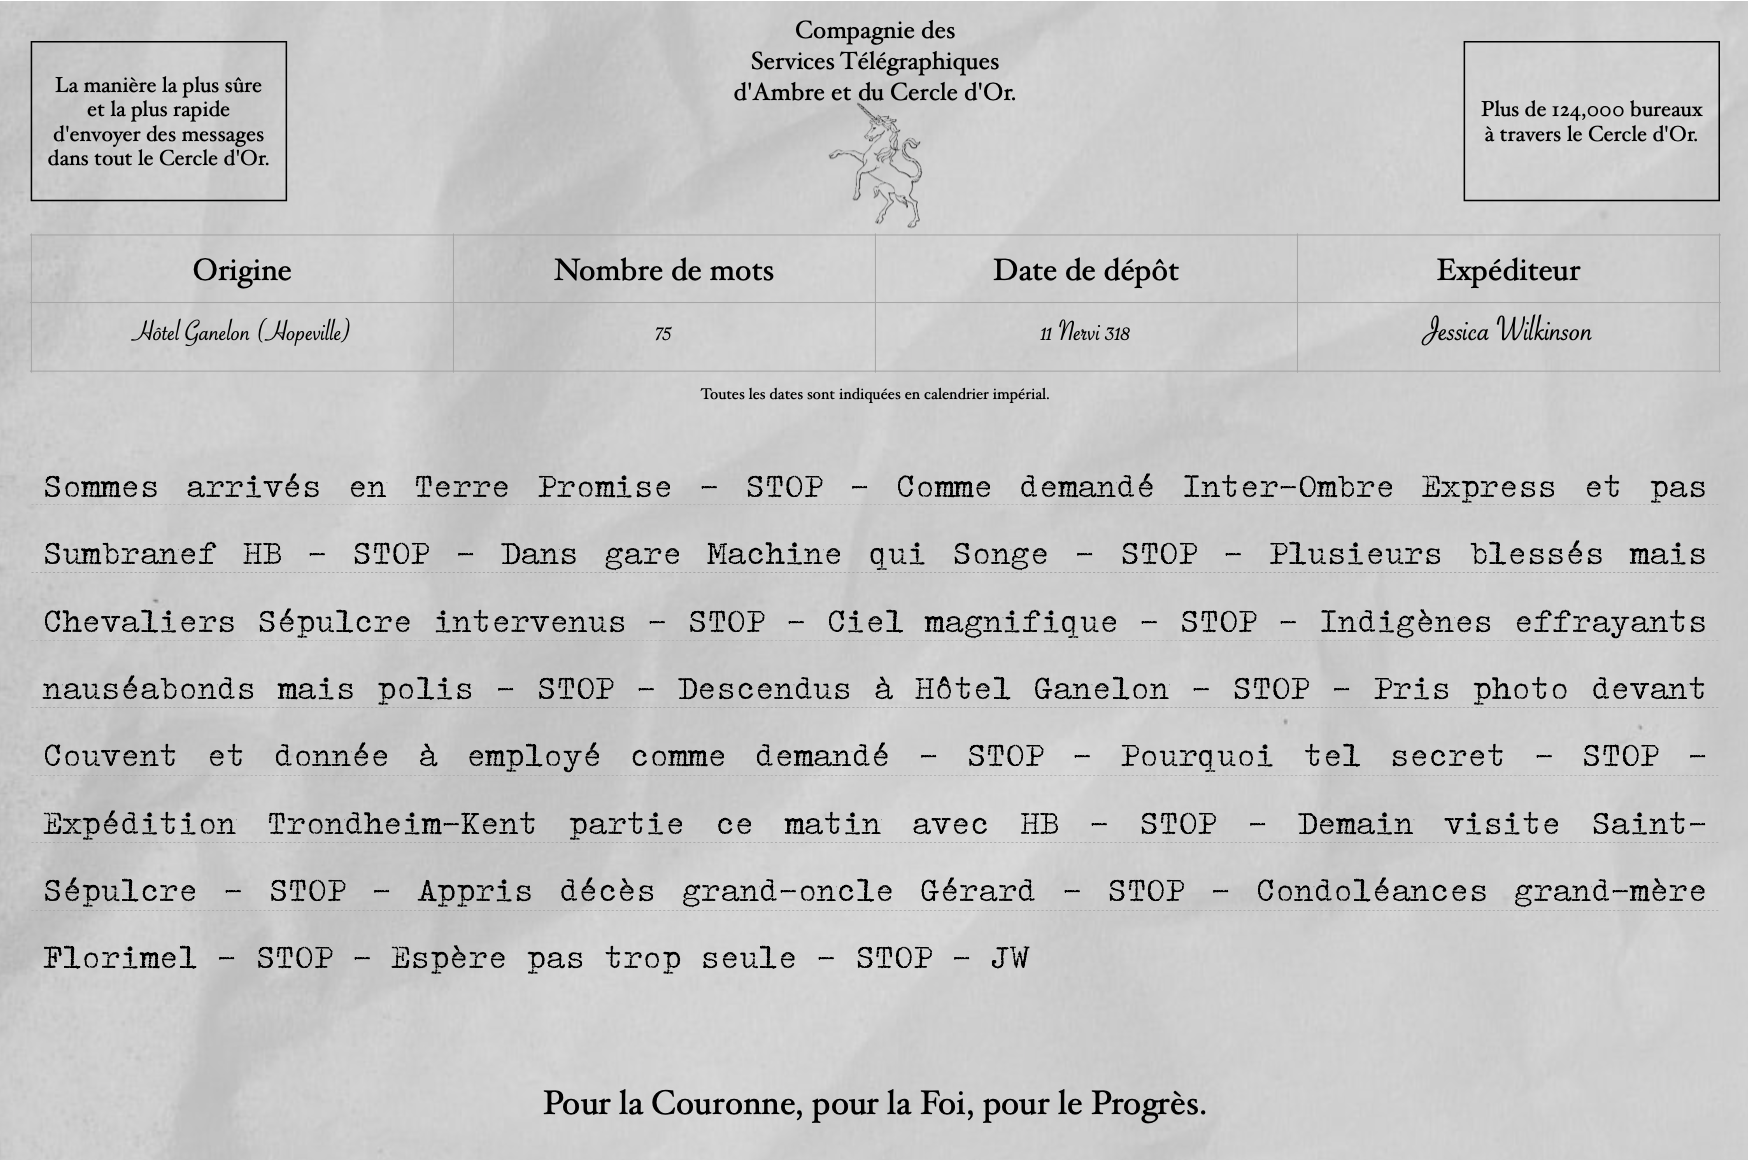 Compagnie des
Services Télégraphiques
d'Ambre et du Cercle d'Or.
La manière la plus sûre
et la plus rapide
d'envoyer des messages
dans tout le Cercle d'Or.
Plus de 124,000 bureaux
à travers le Cercle d'Or.
Origine Nombre de mots Date de dépôt Expéditeur
Hôtel Ganelon (Hopeville) 75 11 Nervi 318 Jessica Wilkinson
Toutes les dates sont indiquées en calendrier impérial.
Sommes arrivés en Terre Promise - STOP - Comme demandé Inter-Ombre Express et pas
Sumbranef HB - STOP - Dans gare Machine qui Songe - STOP - Plusieurs blessés mais
Chevaliers Sépulcre intervenus - STOP - Ciel magnifique - STOP - Indigènes effrayants
nauséabonds mais polis - STOP - Descendus à Hôtel Ganelon - STOP - Pris photo devant
Couvent et donnée à employé comme demandé - STOP - Pourquoi tel secret - STOP -
Expédition Trondheim-Kent partie ce matin avec HB - STOP - Demain visite Saint-
Sépulcre - STOP - Appris décès grand-oncle Gérard - STOP - Condoléances grand-mère
Florimel - STOP - Espère pas trop seule - STOP - JW
Pour la Couronne, pour la Foi, pour le Progrès.